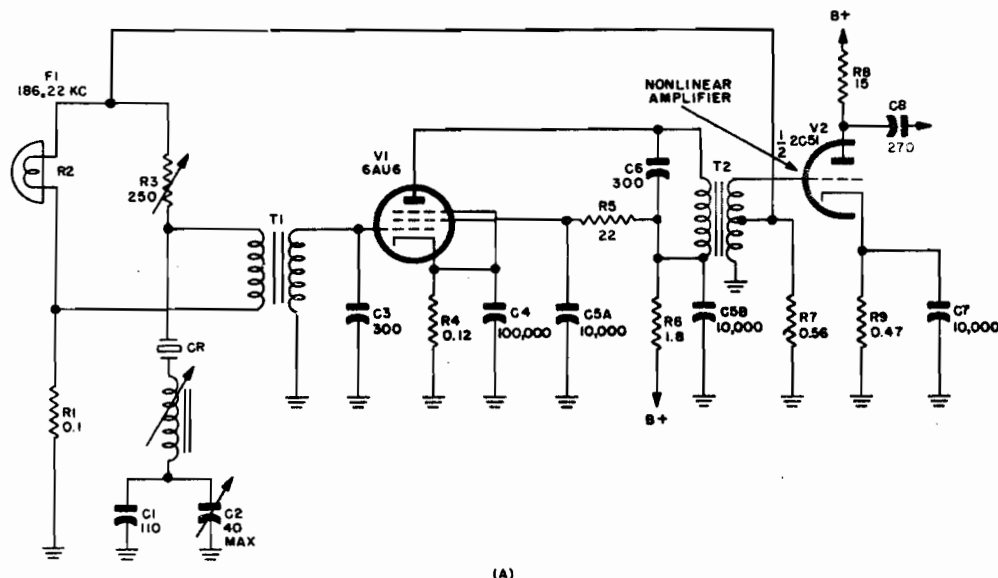 F1
186.22 KC
R2
R3
250
T1
R1
0.1
CR
C1
110
C2
40
MAX
V1
6AU6
C3
300
R4
0.12
C4
100,000
C5A
10,000
R5
22
C6
300
R6
1.8
B+
C5B
10,000
T2
NONLINEAR
AMPLIFIER
1/2 2C51
V2
B+
R8
15
C8
270
R7
0.56
R9
0.47
C7
10,000
(A)